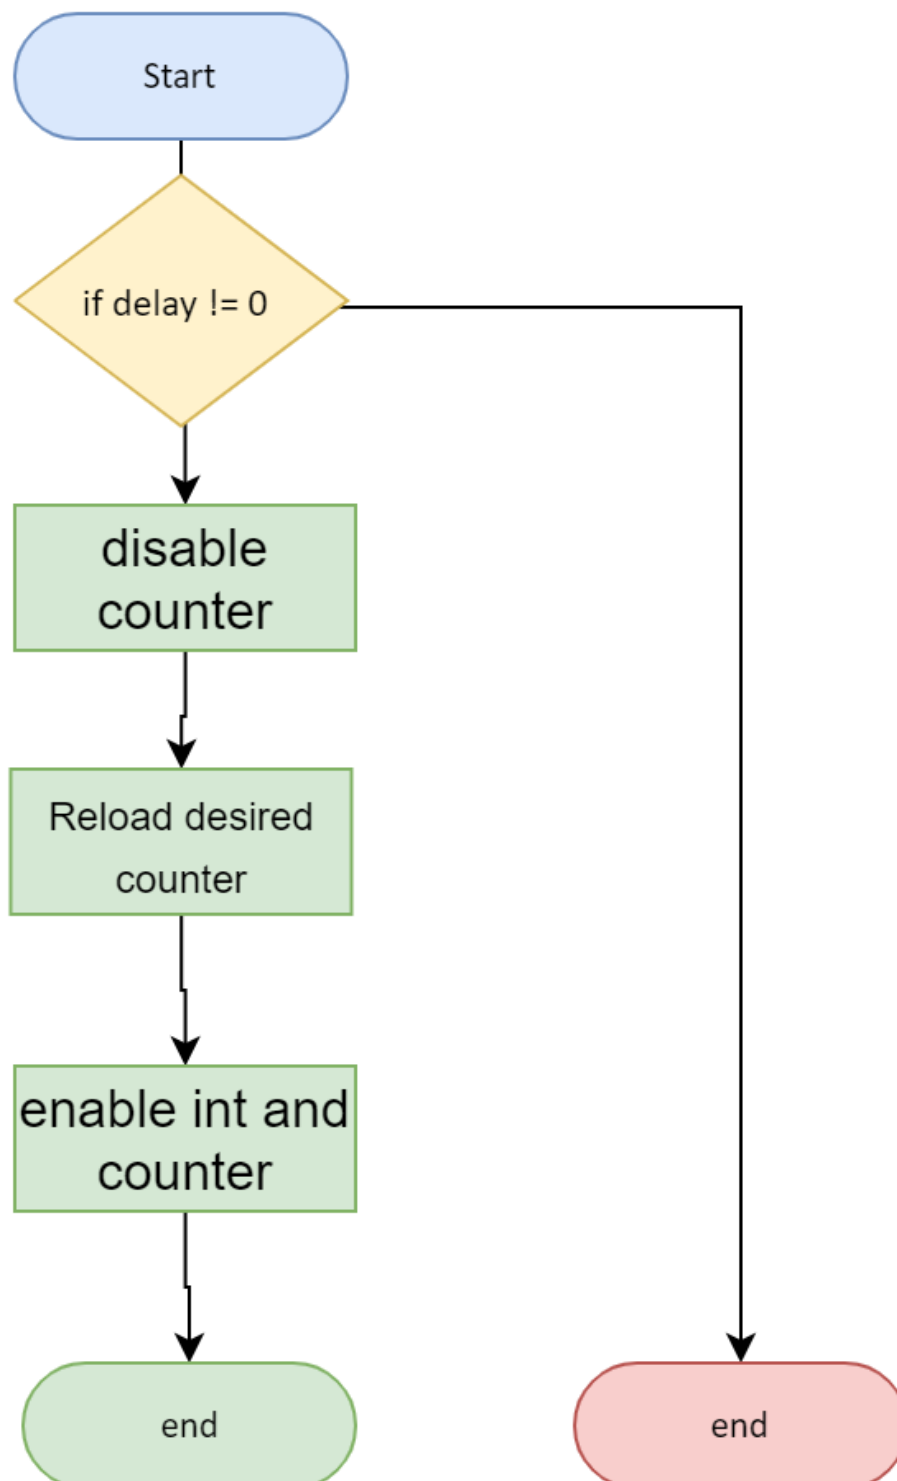 Start
if delay != 0
disable
counter
Reload desired
counter
enable int and
counter
end
end